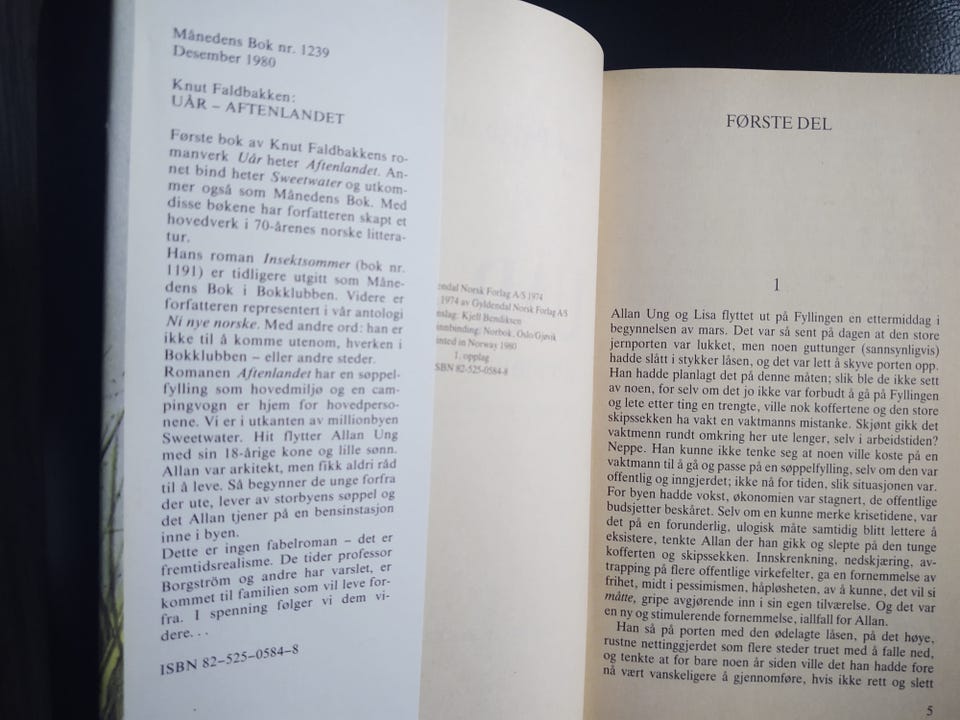 Månedens Bok nr. 1239
Desember 1980
Knut Faldbakken:
UÅR – AFTENLANDET
Første bok av Knut Faldbakkens ro-
manverk Uår heter Aftenlandet. An-
net bind heter Sweetwater og utkom-
mer også som Månedens Bok. Med
disse bøkene har forfatteren skapt et
hovedverk i 70-årenes norske littera-
tur.
Hans roman Insektsommer (bok nr.
1191) er tidligere utgitt som Måne-
dens Bok i Bokklubben. Videre er
forfatteren representert i vår antologi
Ni nye norske. Med andre ord: han er
ikke til å komme utenom, hverken i
Bokklubben – eller andre steder.
Romanen Aftenlandet har en søppel-
fylling som hovedmiljø og en cam-
pingvogn er hjem for hovedperso-
nene. Vi er i utkanten av millionbyen
Sweetwater. Hit flytter Allan Ung
med sin 18-årige kone og lille sønn.
Allan var arkitekt, men fikk aldri råd
til å leve. Så begynner de unge forfra
der ute, lever av storbyens søppel og
det Allan tjener på en bensinstasjon
inne i byen.
Dette er ingen fabelroman – det er
fremtidsrealisme. De tider professor
Borgström og andre har varslet, er
kommet til familien som vil leve for-
fra. I spenning følger vi dem vi-
dere...
ISBN 82-525-0584-8
endal Norsk Forlag A/S 1974
1974 av Gyldendal Norsk Forlag A/S
nslag: Kjell Bendiksen
innbinding: Norbok, Oslo/Gjøvik
inted in Norway 1980
1. opplag
SBN 82-525-0584-8
FØRSTE DEL
1
Allan Ung og Lisa flyttet ut på Fyllingen en ettermiddag i
begynnelsen av mars. Det var så sent på dagen at den store
jernporten var lukket, men noen guttunger (sannsynligvis)
hadde slått i stykker låsen, og det var lett å skyve porten opp.
Han hadde planlagt det på denne måten; slik ble de ikke sett
av noen, for selv om det jo ikke var forbudt å gå på Fyllingen
og lete etter ting en trengte, ville nok koffertene og den store
skipssekken ha vakt en vaktmanns mistanke. Skjønt gikk det
vaktmenn rundt omkring her ute lenger, selv i arbeidstiden?
Neppe. Han kunne ikke tenke seg at noen ville koste på en
vaktmann til å gå og passe på en søppelfylling, selv om den var
offentlig og inngjerdet; ikke nå for tiden, slik situasjonen var.
For byen hadde vokst, økonomien var stagnert, de offentlige
budsjetter beskåret. Selv om en kunne merke krisetidene, var
det på en forunderlig, ulogisk måte samtidig blitt lettere å
eksistere, tenkte Allan der han gikk og slepte på den tunge
kofferten og skipssekken. Innskrenkning, nedskjæring, av-
trapping på flere offentlige virkefelter, ga en fornemmelse av
frihet, midt i pessimismen, håpløsheten, av å kunne, det vil si
måtte, gripe avgjørende inn i sin egen tilværelse. Og det var
en ny og stimulerende fornemmelse, iallfall for Allan.
Han så på porten med den ødelagte låsen, på det høye,
rustne nettinggjerdet som flere steder truet med å falle ned,
og tenkte at for bare noen år siden ville det han hadde fore
nå vært vanskeligere å gjennomføre, hvis ikke rett og slett
5